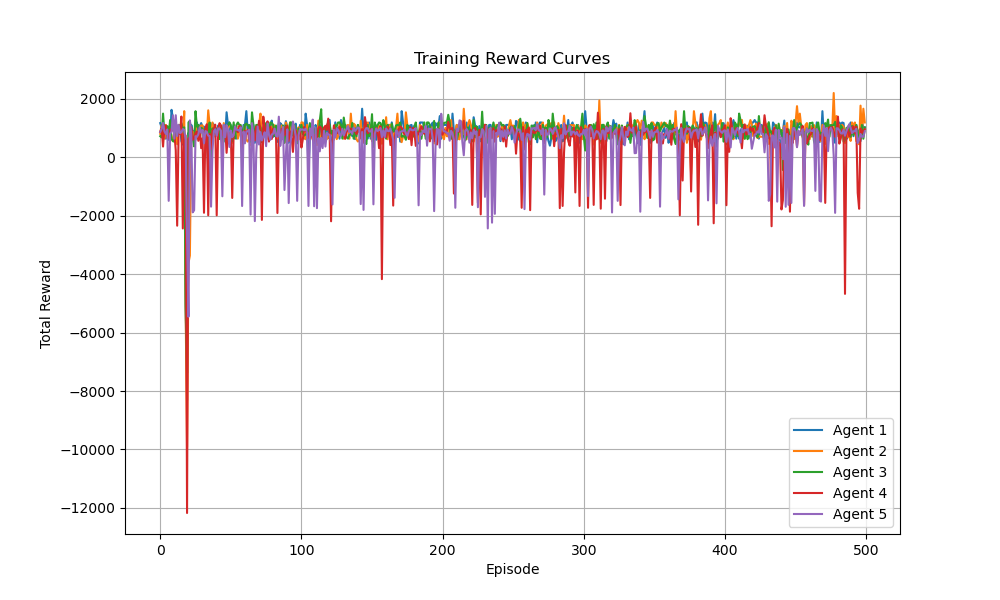 Training Reward Curves
2000
0
−2000
−4000
−6000
−8000
−10000
−12000
Total Reward
0 100 200 300 400 500
Episode
Agent 1
Agent 2
Agent 3
Agent 4
Agent 5